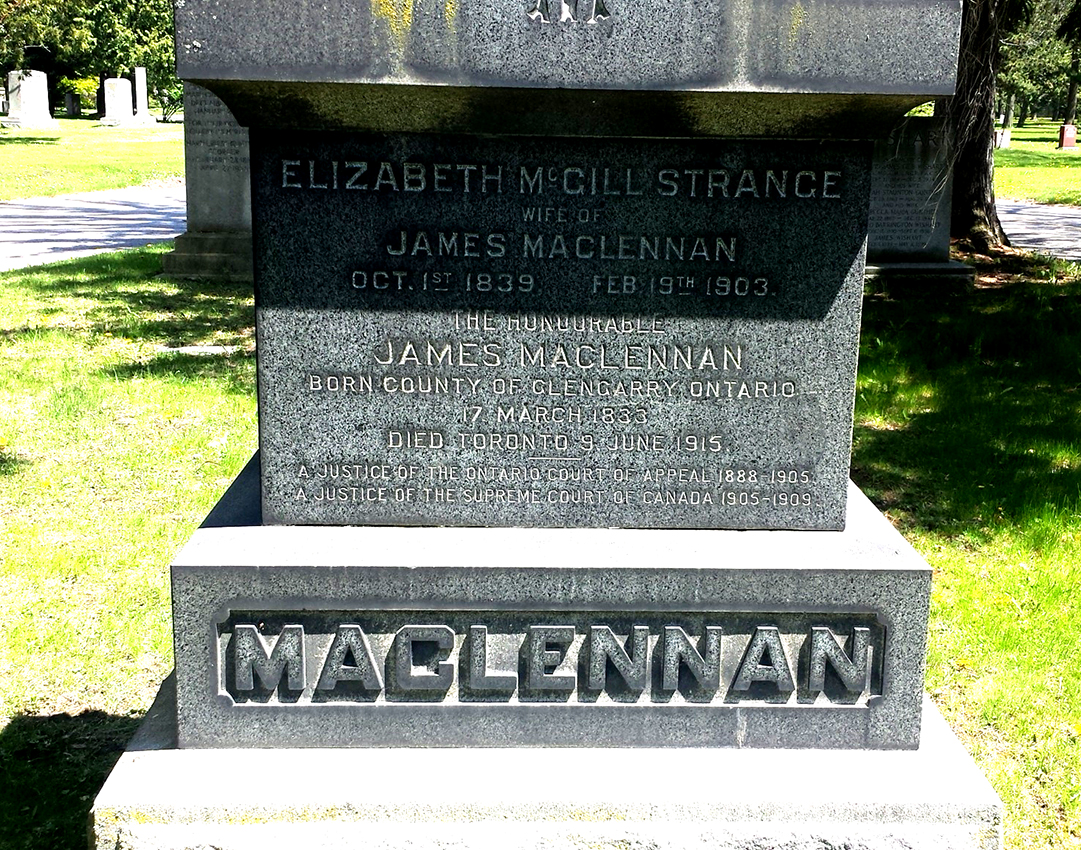 ELIZABETH McGILL STRANGE
WIFE OF
JAMES MACLENNAN
OCT. 1ST 1839. FEB 19TH 1903.
THE HONOURABLE
JAMES MACLENNAN
BORN COUNTY OF GLENGARRY, ONTARIO
17 MARCH 1833
DIED TORONTO 9 JUNE 1915
A JUSTICE OF THE ONTARIO COURT OF APPEAL 1888-1905.
A JUSTICE OF THE SUPREME COURT OF CANADA 1905-1909.
MACLENNAN